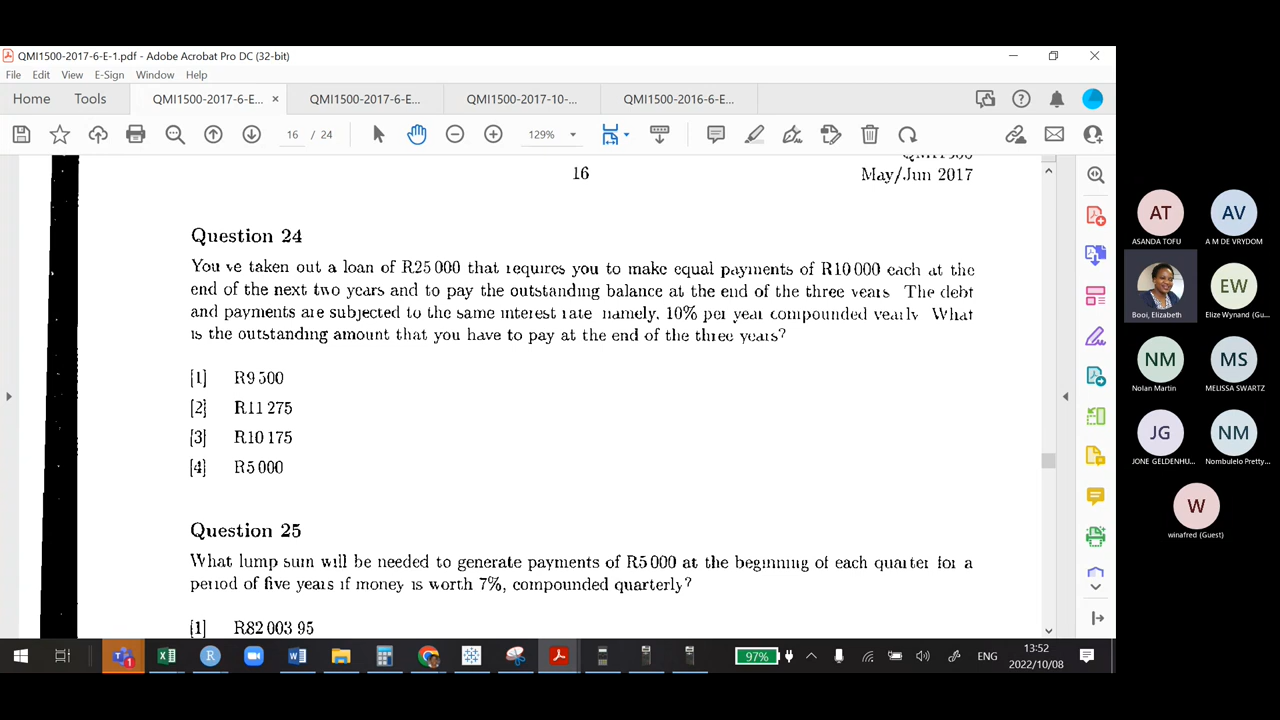 QMI1500-2017-6-E-1.pdf - Adobe Acrobat Pro DC (32-bit)
File Edit View E-Sign Window Help
Home Tools QMI1500-2017-6-E... × QMI1500-2017-6-E... QMI1500-2017-10-... QMI1500-2016-6-E...
16 / 24 129%
QMI1500
16 May/Jun 2017
Question 24
You ve taken out a loan of R25 000 that requires you to make equal payments of R10 000 each at the
end of the next two years and to pay the outstanding balance at the end of the three years The debt
and payments are subjected to the same interest rate namely, 10% per year compounded yearly What
is the outstanding amount that you have to pay at the end of the three years?
[1] R9 500
[2] R11 275
[3] R10 175
[4] R5 000
Question 25
What lump sum will be needed to generate payments of R5 000 at the beginning of each quarter for a
period of five years if money is worth 7%, compounded quarterly?
[1] R82 003 95
AT AV
ASANDA TOFU A M DE VRYDOM
EW
Booi, Elizabeth Elize Wynand (Gu...
NM MS
Nolan Martin MELISSA SWARTZ
JG NM
JONE GELDENHU... Nombulelo Pretty...
W
winafred (Guest)
97% ENG 13:52
2022/10/08